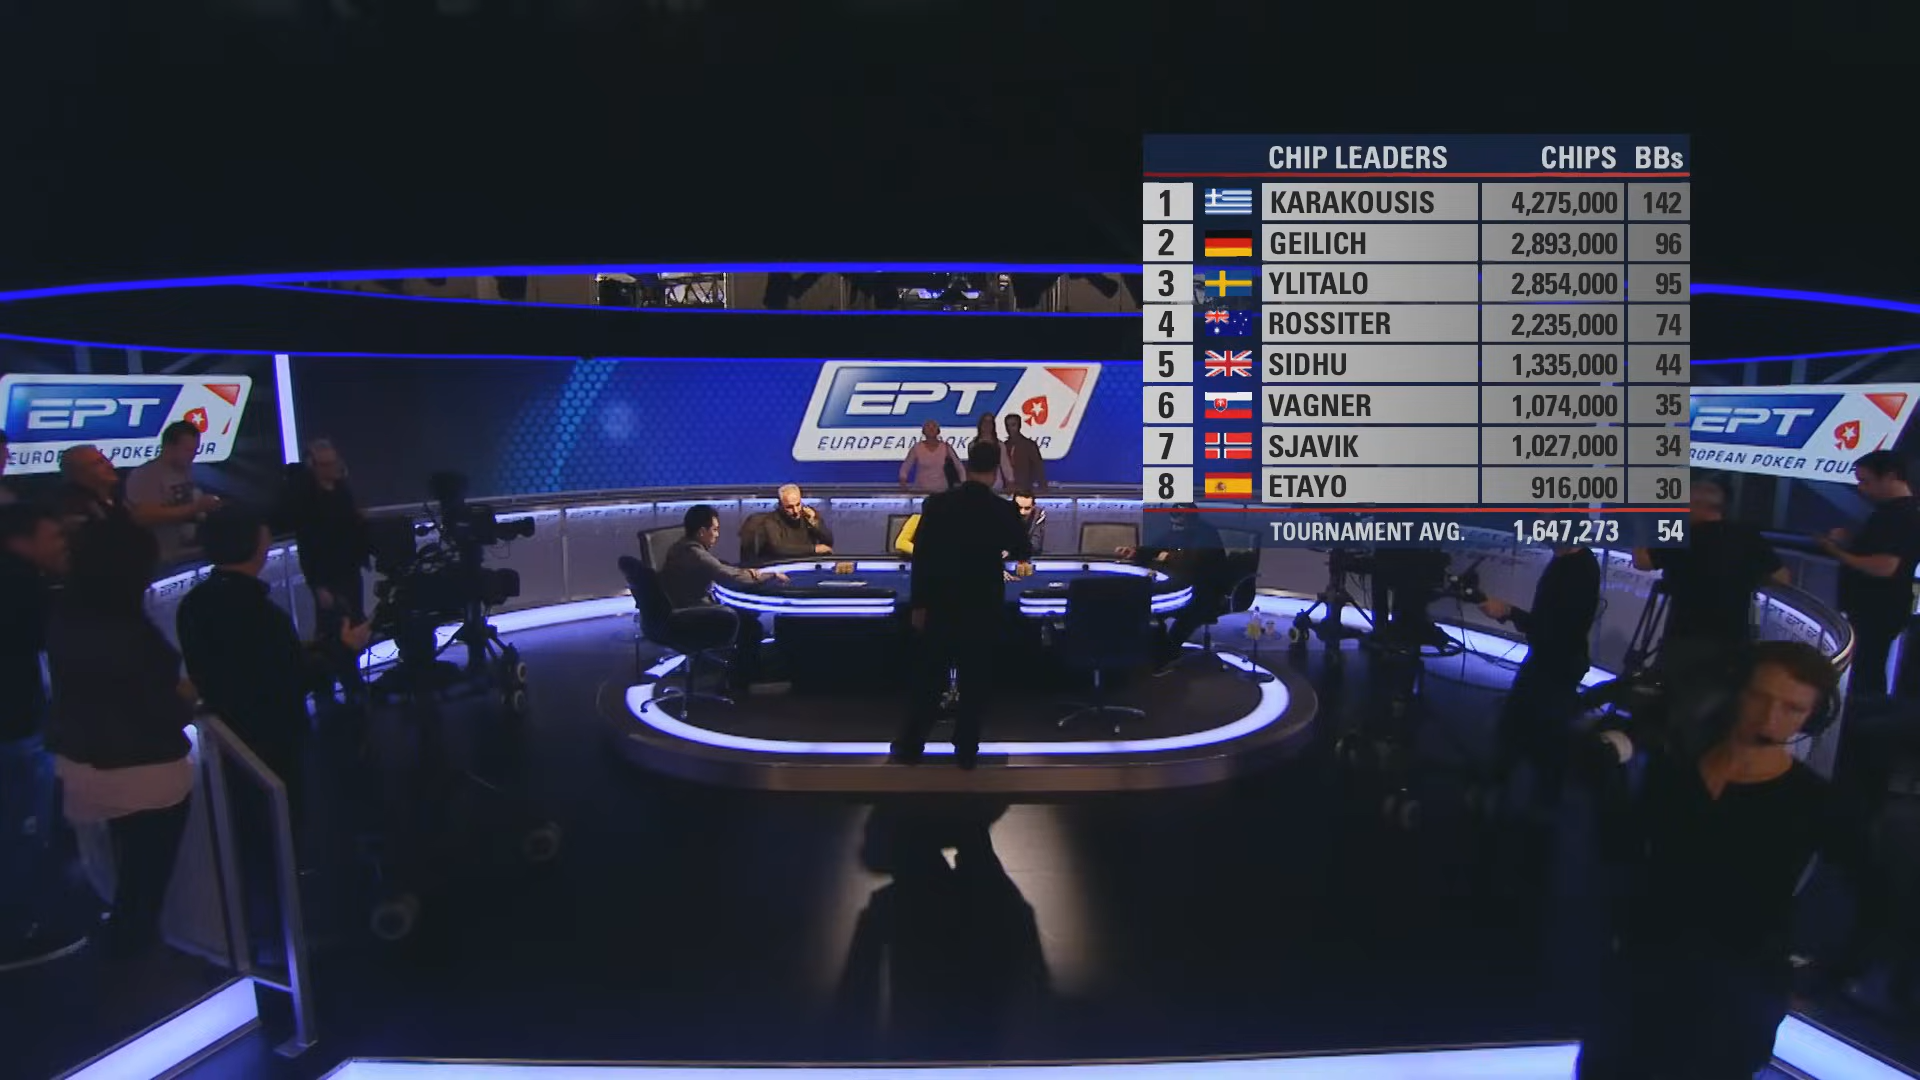 CHIP LEADERS CHIPS BBs
1 KARAKOUSIS 4,275,000 142
2 GEILICH 2,893,000 96
3 YLITALO 2,854,000 95
4 ROSSITER 2,235,000 74
5 SIDHU 1,335,000 44
6 VAGNER 1,074,000 35
7 SJAVIK 1,027,000 34
8 ETAYO 916,000 30
TOURNAMENT AVG. 1,647,273 54
EPT
EPT
EUROPEAN
EPT
POKER